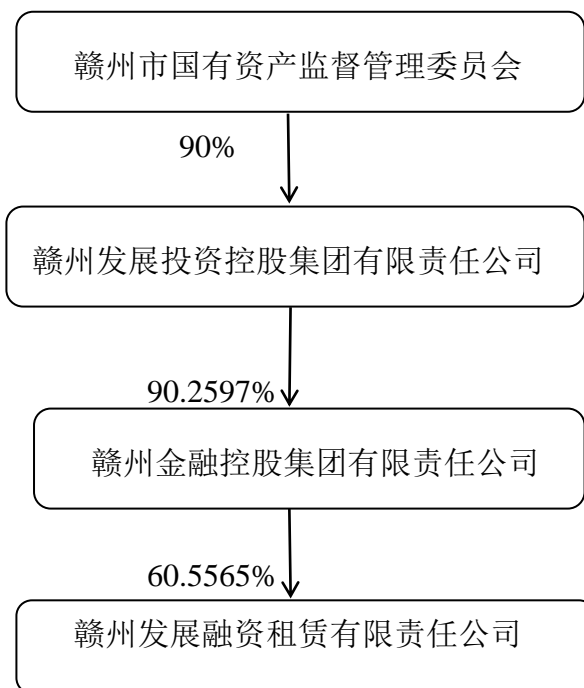 赣州市国有资产监督管理委员会
90%
赣州发展投资控股集团有限责任公司
90.2597%
赣州金融控股集团有限责任公司
60.5565%
赣州发展融资租赁有限责任公司